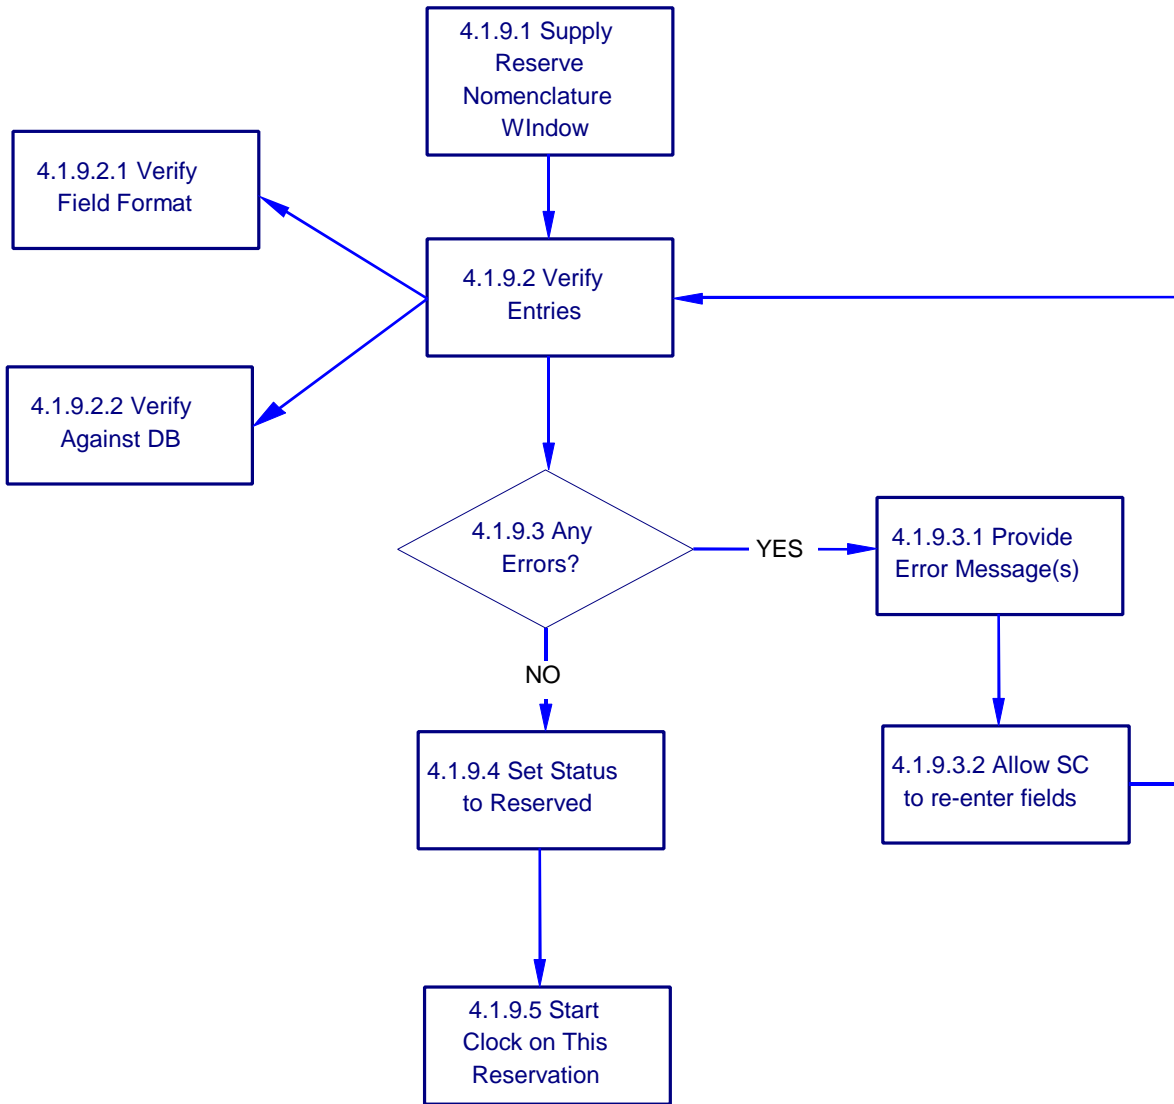 4.1.9.1 Supply
Reserve
Nomenclature
WIndow
4.1.9.2.1 Verify
Field Format
4.1.9.2 Verify
Entries
4.1.9.2.2 Verify
Against DB
4.1.9.3 Any
Errors?
YES
4.1.9.3.1 Provide
Error Message(s)
NO
4.1.9.4 Set Status
to Reserved
4.1.9.3.2 Allow SC
to re-enter fields
4.1.9.5 Start
Clock on This
Reservation